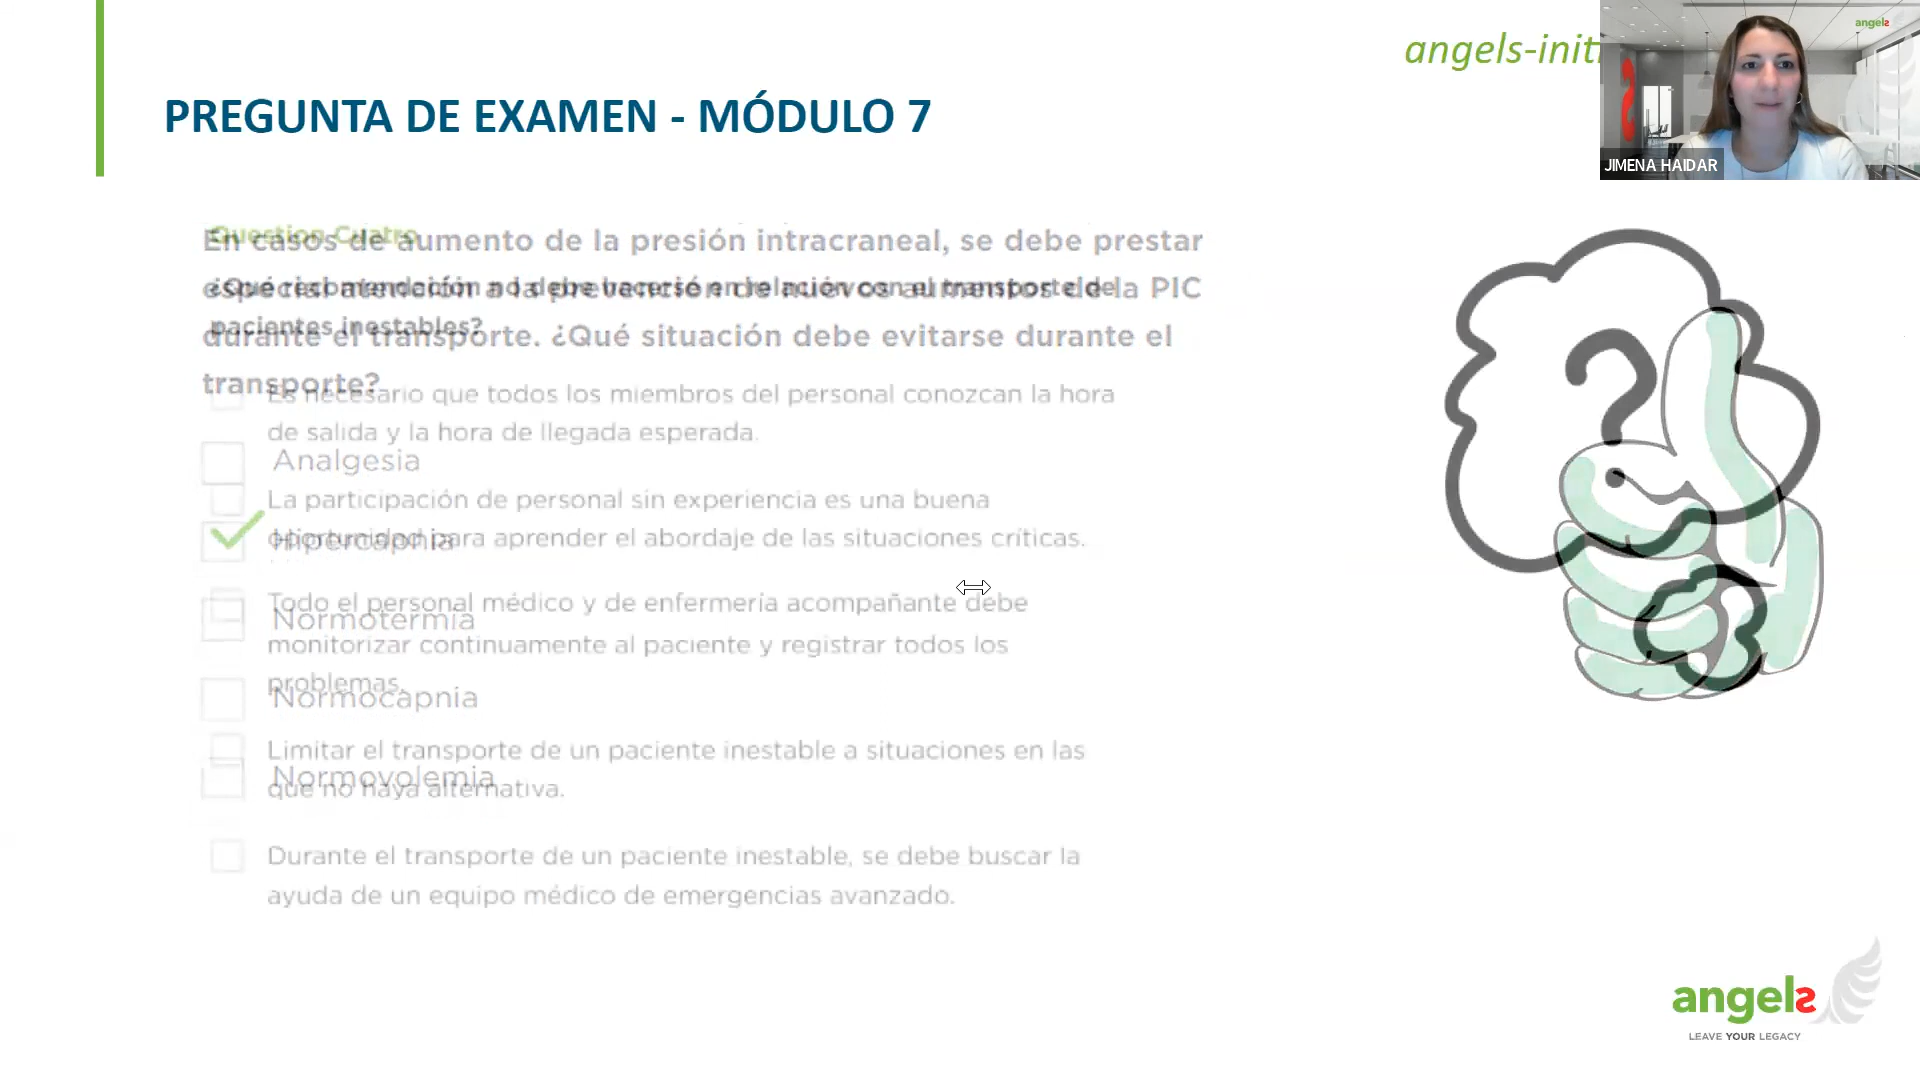 angels-initi
angels
PREGUNTA DE EXAMEN - MÓDULO 7
JIMENA HAIDAR
Question Cuatro
¿Qué recomendación no debe hacerse en relación con el transporte de
pacientes inestables?
Es necesario que todos los miembros del personal conozcan la hora
de salida y la hora de llegada esperada.
La participación de personal sin experiencia es una buena
oportunidad para aprender el abordaje de las situaciones críticas.
Todo el personal médico y de enfermería acompañante debe
monitorizar continuamente al paciente y registrar todos los
problemas.
Limitar el transporte de un paciente inestable a situaciones en las
que no haya alternativa.
Durante el transporte de un paciente inestable, se debe buscar la
ayuda de un equipo médico de emergencias avanzado.
En casos de aumento de la presión intracraneal, se debe prestar
especial atención a la prevención de nuevos aumentos de la PIC
durante el transporte. ¿Qué situación debe evitarse durante el
transporte?
Analgesia
Hipercapnia
Normotermia
Normocapnia
Normovolemia
angels
LEAVE YOUR LEGACY